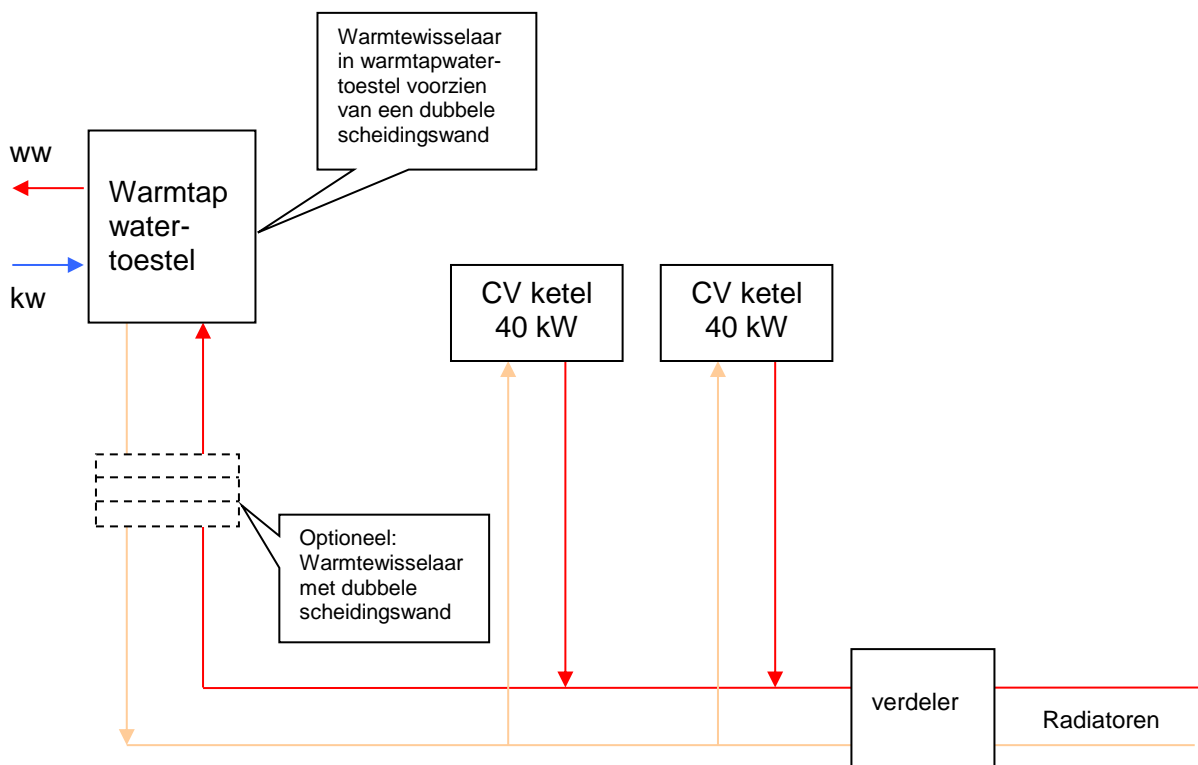 Warmtewisselaar
in warmtapwater-
toestel voorzien
van een dubbele
scheidingswand
ww
Warmtap
water-
toestel
kw
CV ketel
40 kW
CV ketel
40 kW
Optioneel:
Warmtewisselaar
met dubbele
scheidingswand
verdeler
Radiatoren